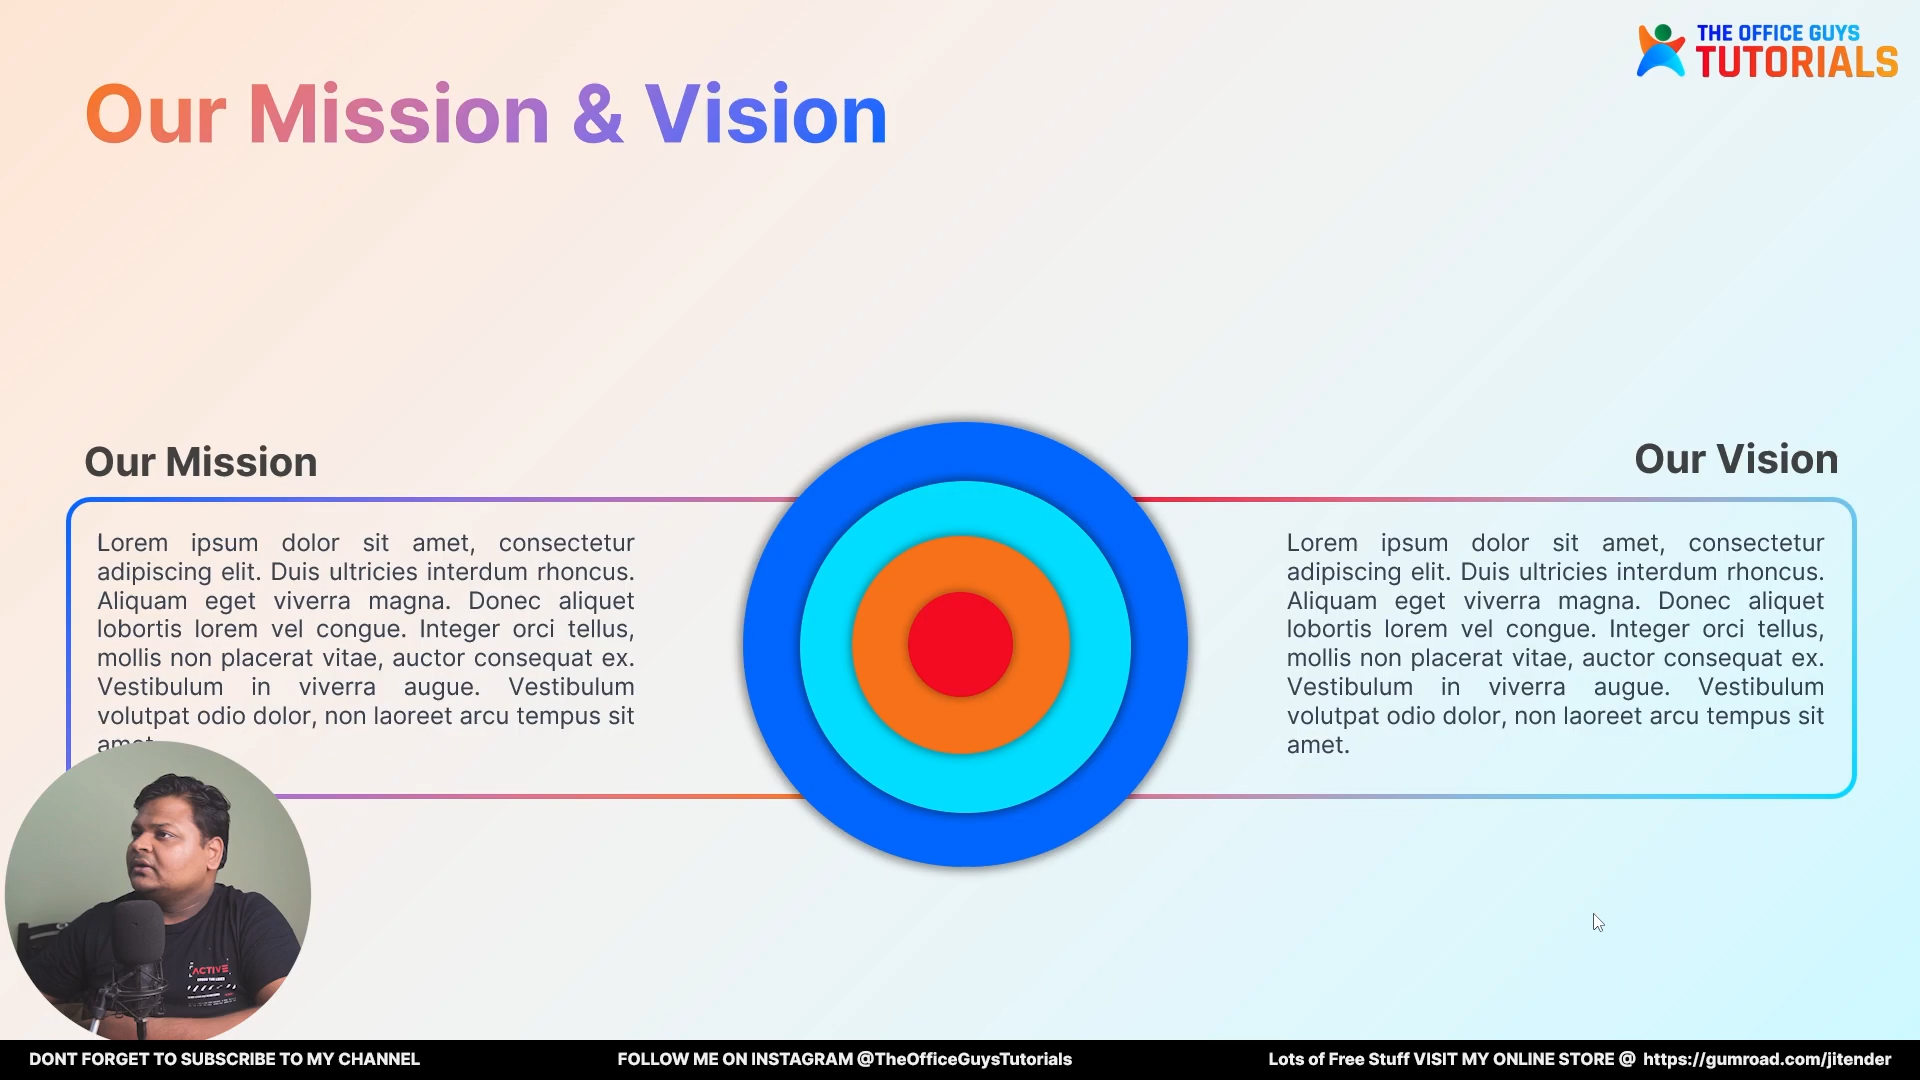 THE OFFICE GUYS
TUTORIALS
Our Mission & Vision
Our Mission
Lorem ipsum dolor sit amet, consectetur
adipiscing elit. Duis ultricies interdum rhoncus.
Aliquam eget viverra magna. Donec aliquet
lobortis lorem vel congue. Integer orci tellus,
mollis non placerat vitae, auctor consequat ex.
Vestibulum in viverra augue. Vestibulum
volutpat odio dolor, non laoreet arcu tempus sit
amet.
Our Vision
Lorem ipsum dolor sit amet, consectetur
adipiscing elit. Duis ultricies interdum rhoncus.
Aliquam eget viverra magna. Donec aliquet
lobortis lorem vel congue. Integer orci tellus,
mollis non placerat vitae, auctor consequat ex.
Vestibulum in viverra augue. Vestibulum
volutpat odio dolor, non laoreet arcu tempus sit
amet.
ACTIVE
DONT FORGET TO SUBSCRIBE TO MY CHANNEL
FOLLOW ME ON INSTAGRAM @TheOfficeGuysTutorials
Lots of Free Stuff VISIT MY ONLINE STORE @ https://gumroad.com/jitender